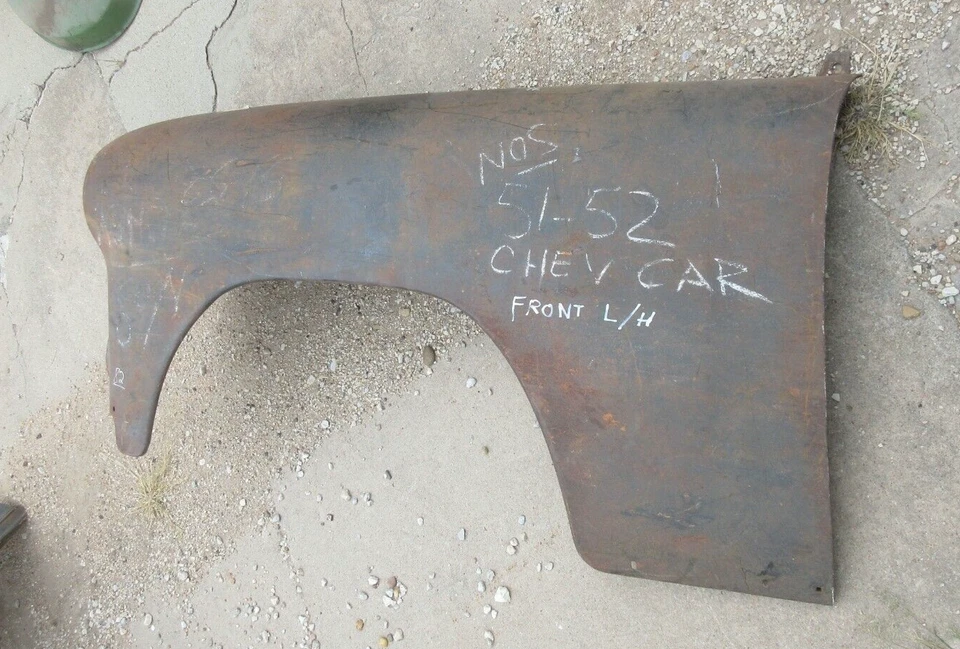 NOS.
51-52
CHEV CAR
FRONT L/H